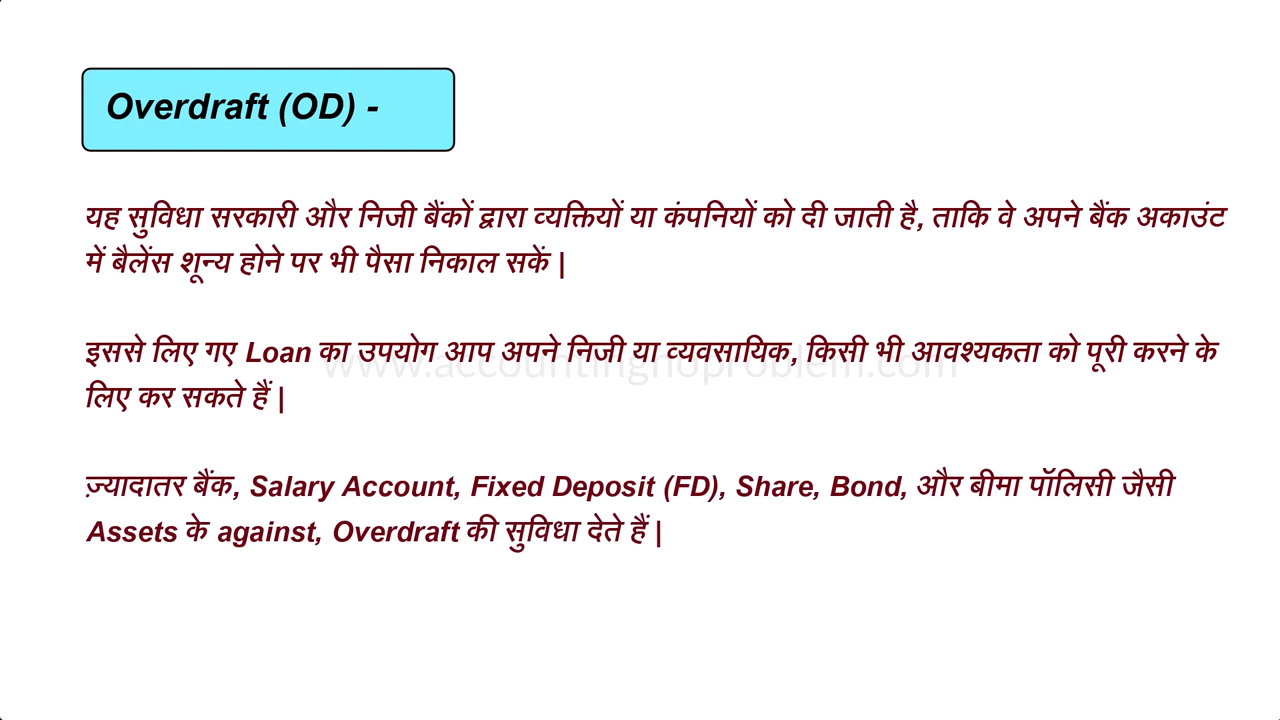 Overdraft (OD) -
यह सुविधा सरकारी और निजी बैंकों द्वारा व्यक्तियों या कंपनियों को दी जाती है, ताकि वे अपने बैंक अकाउंट
में बैलेंस शून्य होने पर भी पैसा निकाल सकें |
इससे लिए गए Loan का उपयोग आप अपने निजी या व्यवसायिक, किसी भी आवश्यकता को पूरी करने के
www.accountingnoproblem.com
लिए कर सकते हैं |
ज़्यादातर बैंक, Salary Account, Fixed Deposit (FD), Share, Bond, और बीमा पॉलिसी जैसी
Assets के against, Overdraft की सुविधा देते हैं |